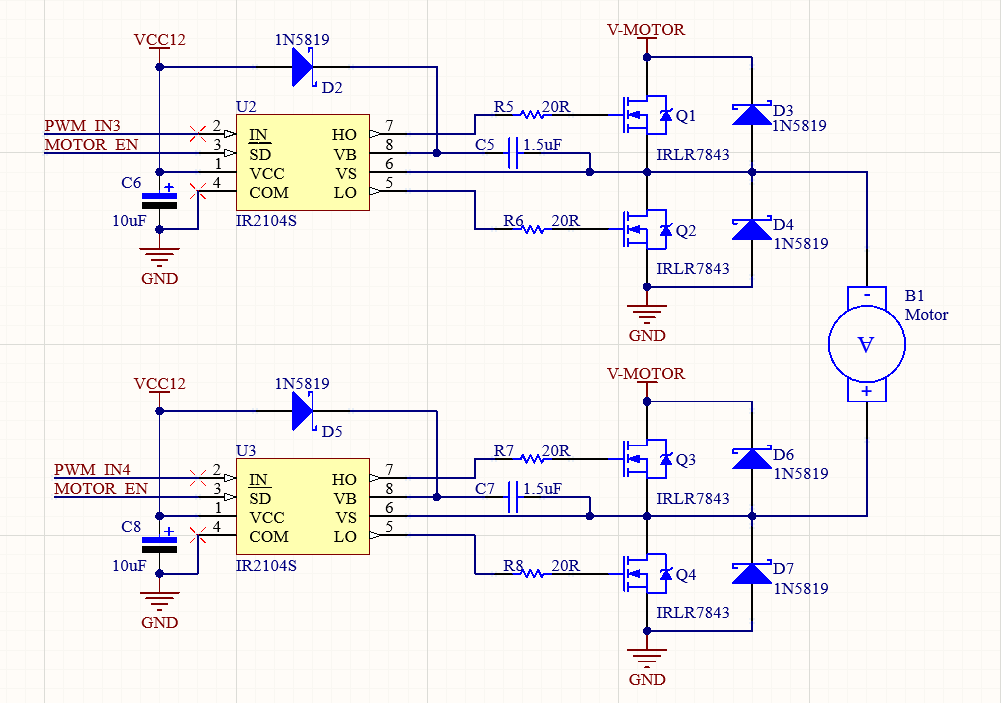 VCC12
1N5819
D2
V-MOTOR
U2
PWM_IN3
MOTOR_EN
2
3
1
4
IN
SD
VCC
COM
HO
VB
VS
LO
7
8
6
5
IR2104S
C6
+
10uF
GND
R5 20R
C5 1.5uF
R6 20R
Q1
IRLR7843
D3
1N5819
Q2
IRLR7843
D4
1N5819
GND
-
B1
Motor
A
+
VCC12
1N5819
D5
V-MOTOR
U3
PWM_IN4
MOTOR_EN
2
3
1
4
IN
SD
VCC
COM
HO
VB
VS
LO
7
8
6
5
IR2104S
C8
+
10uF
GND
R7 20R
C7 1.5uF
R8 20R
Q3
IRLR7843
D6
1N5819
Q4
IRLR7843
D7
1N5819
GND